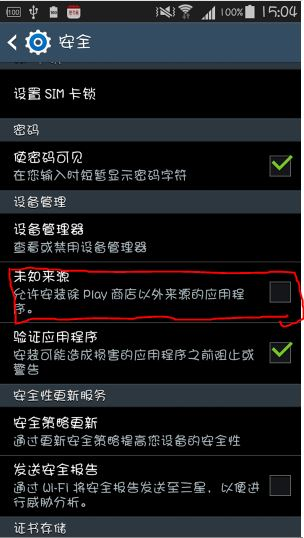 100 100% 15:04
安全
设置 SIM 卡锁
密码
使密码可见
在您输入时短暂显示密码字符
设备管理
设备管理器
查看或禁用设备管理器
未知来源
允许安装除 Play 商店以外来源的应用程
序。
验证应用程序
安装可能造成损害的应用程序之前阻止或
警告
安全性更新服务
安全策略更新
通过更新安全策略提高您设备的安全性
发送安全报告
通过 Wi-Fi 将安全报告发送至三星，以便进
行威胁分析。
证书存储